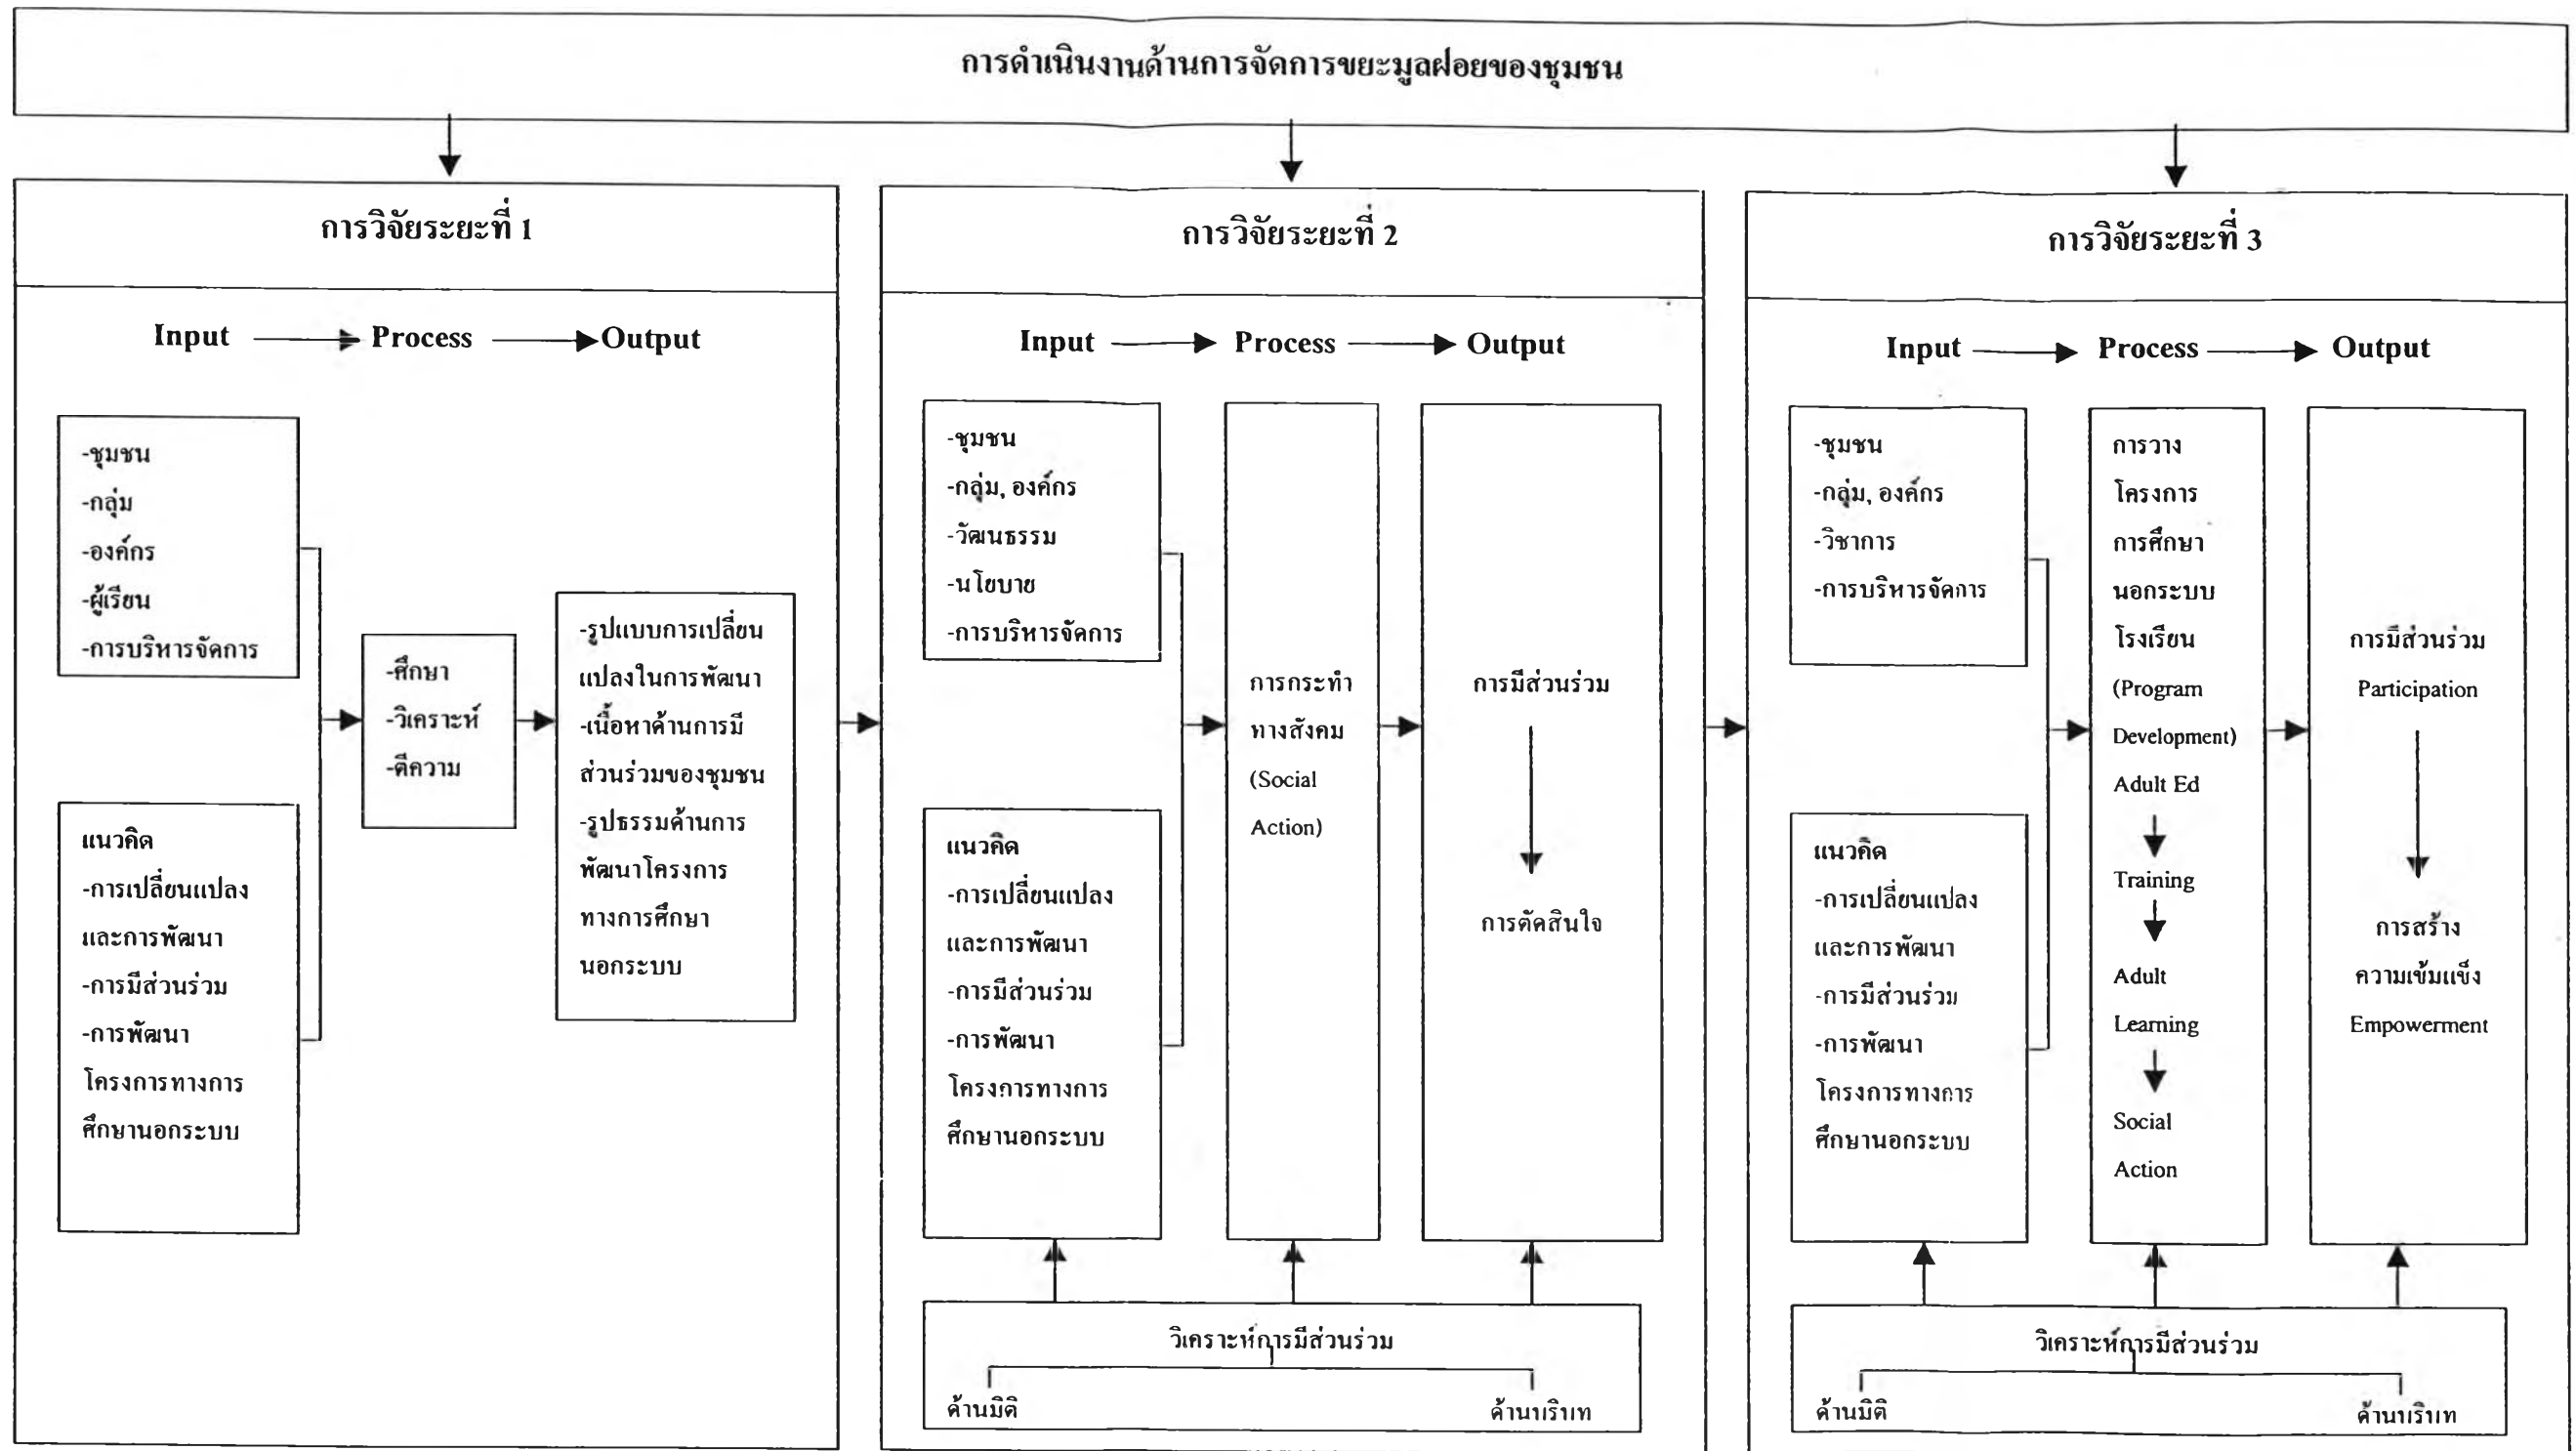 การดำเนินงานด้านการจัดการขยะมูลฝอยของชุมชน
การวิจัยระยะที่ 1
Input
Process
Output
-ชุมชน
-กลุ่ม
-องค์กร
-ผู้เรียน
-การบริหารจัดการ
แนวคิด
-การเปลี่ยนแปลง
และการพัฒนา
-การมีส่วนร่วม
-การพัฒนา
โครงการทางการ
ศึกษานอกระบบ
-ศึกษา
-วิเคราะห์
-ตีความ
-รูปแบบการเปลี่ยน
แปลงในการพัฒนา
-เนื้อหาด้านการมี
ส่วนร่วมของชุมชน
-รูปธรรมด้านการ
พัฒนาโครงการ
ทางการศึกษา
นอกระบบ
การวิจัยระยะที่ 2
Input
Process
Output
-ชุมชน
-กลุ่ม, องค์กร
-วัฒนธรรม
-นโยบาย
-การบริหารจัดการ
แนวคิด
-การเปลี่ยนแปลง
และการพัฒนา
-การมีส่วนร่วม
-การพัฒนา
โครงการทางการ
ศึกษานอกระบบ
การกระทำ
ทางสังคม
(Social
Action)
การมีส่วนร่วม
การตัดสินใจ
วิเคราะห์การมีส่วนร่วม
ด้านมิติ
ด้านบริบท
การวิจัยระยะที่ 3
Input
Process
Output
-ชุมชน
-กลุ่ม, องค์กร
-วิชาการ
-การบริหารจัดการ
แนวคิด
-การเปลี่ยนแปลง
และการพัฒนา
-การมีส่วนร่วม
-การพัฒนา
โครงการทางการ
ศึกษานอกระบบ
การวาง
โครงการ
การศึกษา
นอกระบบ
โรงเรียน
(Program
Development)
Adult Ed
Training
Adult
Learning
Social
Action
การมีส่วนร่วม
Participation
การสร้าง
ความเข้มแข็ง
Empowerment
วิเคราะห์การมีส่วนร่วม
ด้านมิติ
ด้านบริบท